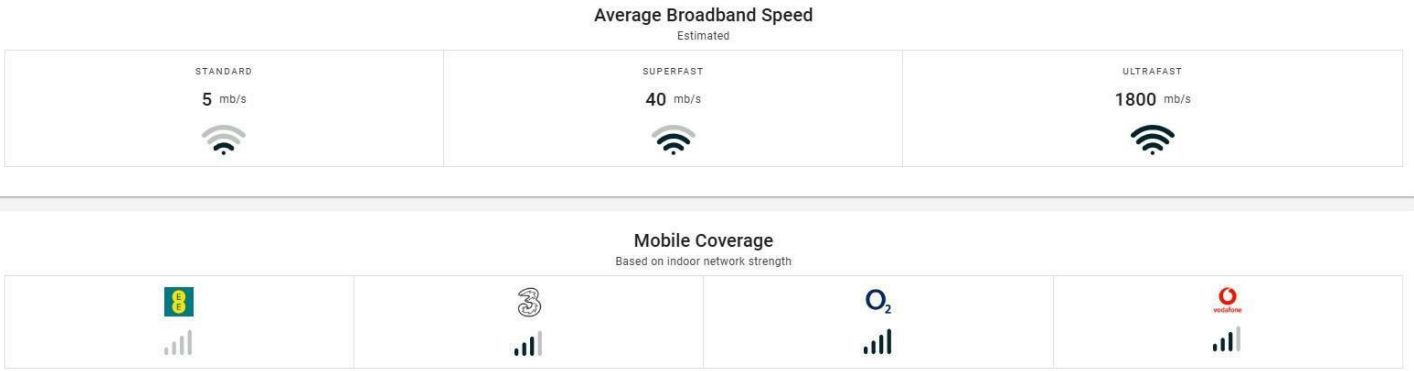 Average Broadband Speed
Estimated
STANDARD
5 mb/s
SUPERFAST
40 mb/s
ULTRAFAST
1800 mb/s
Mobile Coverage
Based on indoor network strength
EE
3
O2
vodafone